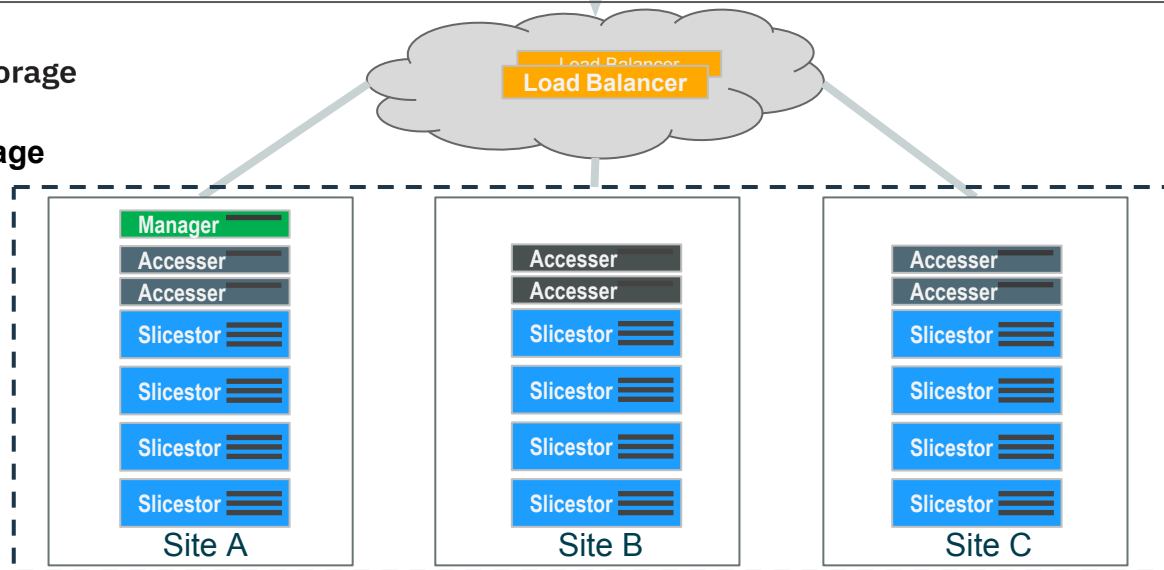 orage
age
Load Balancer
Load Balancer
Manager
Accesser
Accesser
Slicestor
Slicestor
Slicestor
Slicestor
Site A
Accesser
Accesser
Slicestor
Slicestor
Slicestor
Slicestor
Site B
Accesser
Accesser
Slicestor
Slicestor
Slicestor
Slicestor
Site C